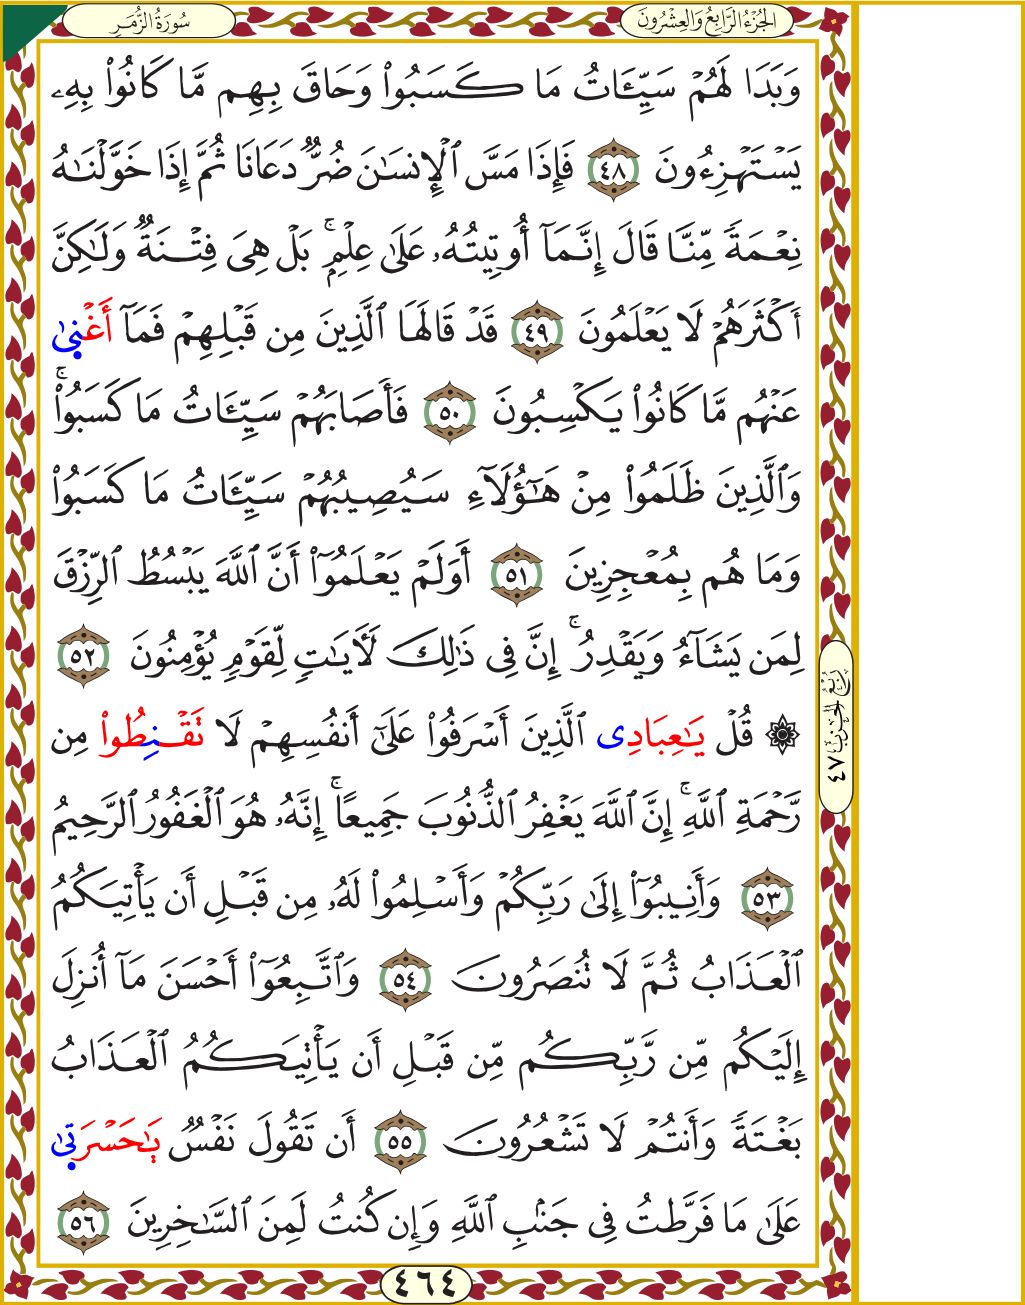 الجُزْءُ الرَّابِعُ وَالعِشْرُونَ
سُورَةُ الزُّمَرِ
وَبَدَا لَهُمْ سَيِّـَٔاتُ مَا كَسَبُوا۟ وَحَاقَ بِهِم مَّا كَانُوا۟ بِهِۦ
يَسْتَهْزِءُونَ ٤٨ فَإِذَا مَسَّ ٱلْإِنسَـٰنَ ضُرٌّ دَعَانَا ثُمَّ إِذَا خَوَّلْنَـٰهُ
نِعْمَةً مِّنَّا قَالَ إِنَّمَآ أُوتِيتُهُۥ عَلَىٰ عِلْمٍۭ ۚ بَلْ هِىَ فِتْنَةٌ وَلَـٰكِنَّ
أَكْثَرَهُمْ لَا يَعْلَمُونَ ٤٩ قَدْ قَالَهَا ٱلَّذِينَ مِن قَبْلِهِمْ فَمَآ أَغْنَىٰ
عَنْهُم مَّا كَانُوا۟ يَكْسِبُونَ ٥٠ فَأَصَابَهُمْ سَيِّـَٔاتُ مَا كَسَبُوا۟ ۚ
وَٱلَّذِينَ ظَلَمُوا۟ مِنْ هَـٰٓؤُلَآءِ سَيُصِيبُهُمْ سَيِّـَٔاتُ مَا كَسَبُوا۟
وَمَا هُم بِمُعْجِزِينَ ٥١ أَوَلَمْ يَعْلَمُوٓا۟ أَنَّ ٱللَّهَ يَبْسُطُ ٱلرِّزْقَ
لِمَن يَشَآءُ وَيَقْدِرُ ۚ إِنَّ فِى ذَٰلِكَ لَـَٔايَـٰتٍ لِّقَوْمٍ يُؤْمِنُونَ ٥٢
۞ قُلْ يَـٰعِبَادِى ٱلَّذِينَ أَسْرَفُوا۟ عَلَىٰٓ أَنفُسِهِمْ لَا تَقْنِطُوا۟ مِن
رَّحْمَةِ ٱللَّهِ ۚ إِنَّ ٱللَّهَ يَغْفِرُ ٱلذُّنُوبَ جَمِيعًا ۚ إِنَّهُۥ هُوَ ٱلْغَفُورُ ٱلرَّحِيمُ
٥٣ وَأَنِيبُوٓا۟ إِلَىٰ رَبِّكُمْ وَأَسْلِمُوا۟ لَهُۥ مِن قَبْلِ أَن يَأْتِيَكُمُ
ٱلْعَذَابُ ثُمَّ لَا تُنصَرُونَ ٥٤ وَٱتَّبِعُوٓا۟ أَحْسَنَ مَآ أُنزِلَ
إِلَيْكُم مِّن رَّبِّكُم مِّن قَبْلِ أَن يَأْتِيَكُمُ ٱلْعَذَابُ
بَغْتَةً وَأَنتُمْ لَا تَشْعُرُونَ ٥٥ أَن تَقُولَ نَفْسٌ يَـٰحَسْرَتَىٰ
عَلَىٰ مَا فَرَّطتُ فِى جَنۢبِ ٱللَّهِ وَإِن كُنتُ لَمِنَ ٱلسَّـٰخِرِينَ ٥٦
رُبْعُ الحِزْبِ ٤٧
٤٦٤